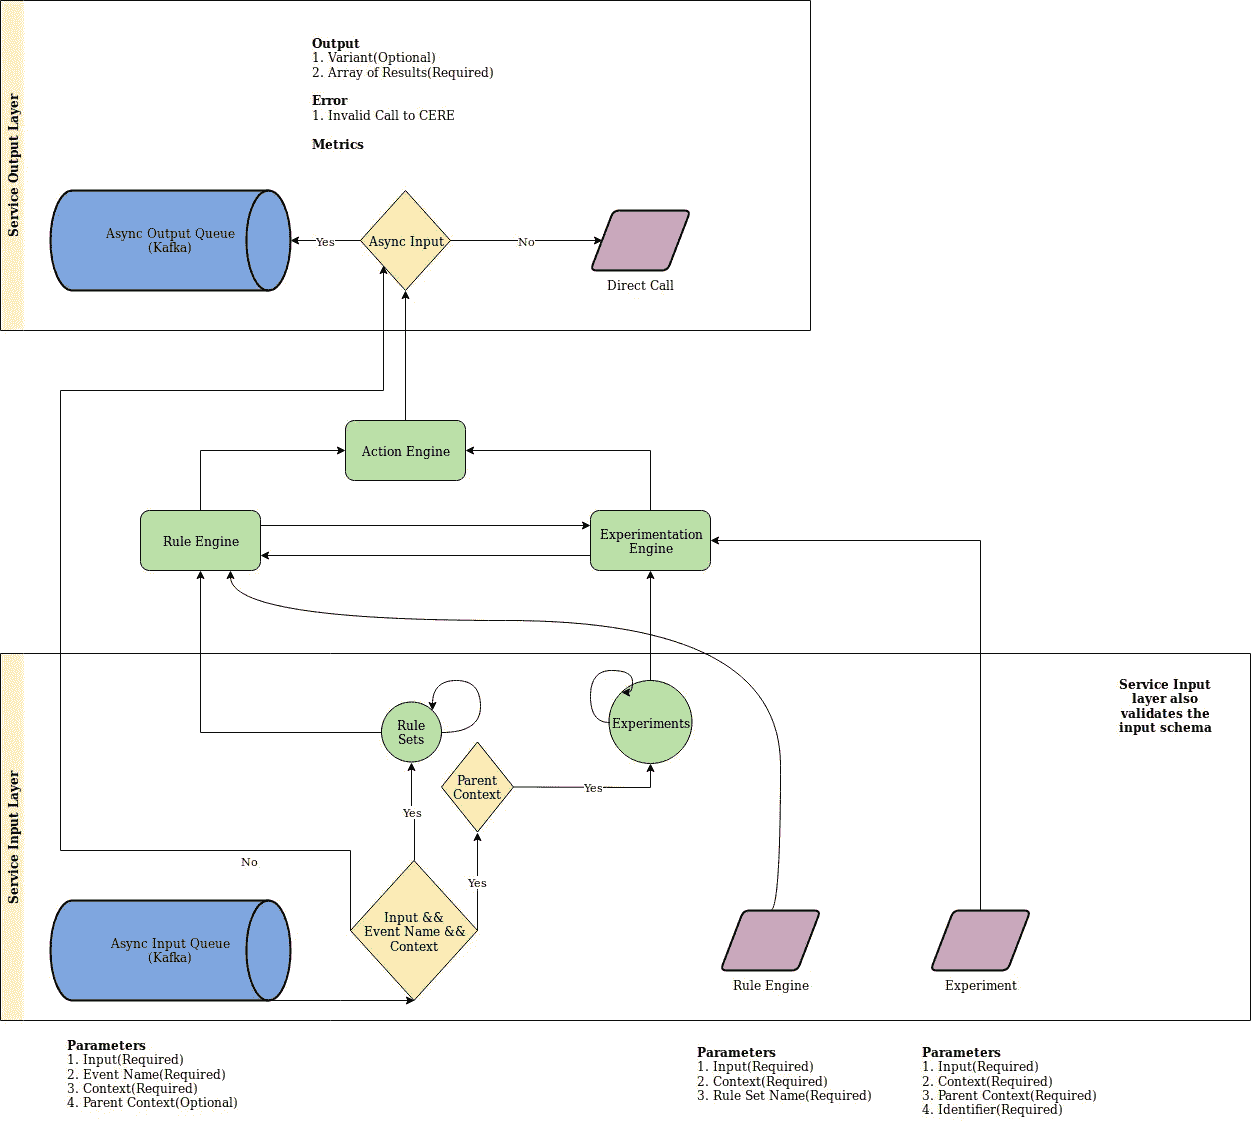 Service Output Layer
Output
1. Variant(Optional)
2. Array of Results(Required)
Error
1. Invalid Call to CERE
Metrics
Async Output Queue
(Kafka)
Yes
Async Input
No
Direct Call
Action Engine
Rule Engine
Experimentation
Engine
Service Input Layer
Service Input
layer also
validates the
input schema
Rule
Sets
Experiments
Parent
Context
Yes
Yes
No
Yes
Input &&
Event Name &&
Context
Async Input Queue
(Kafka)
Rule Engine
Experiment
Parameters
1. Input(Required)
2. Event Name(Required)
3. Context(Required)
4. Parent Context(Optional)
Parameters
1. Input(Required)
2. Context(Required)
3. Rule Set Name(Required)
Parameters
1. Input(Required)
2. Context(Required)
3. Parent Context(Required)
4. Identifier(Required)